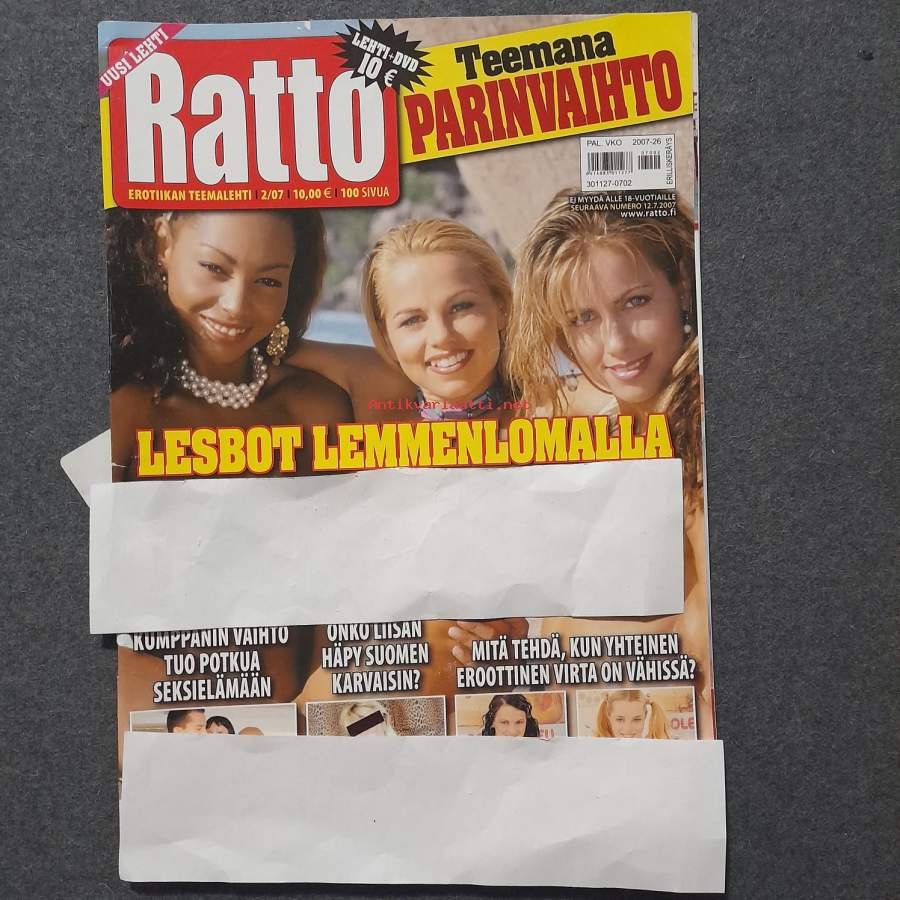 UUSI LEHTI
Ratto
LEHTI+DVD
10 €
Teemana
PARINVAIHTO
EROTIIKAN TEEMALEHTI | 2/07 | 10,00 € | 100 SIVUA
PAL. VKO 2007-26
07002
301127-0702
ERILLISKERÄYS
EI MYYDÄ ALLE 18-VUOTIAILLE
SEURAAVA NUMERO 12.7.2007
www.ratto.fi
Antikvariaatti.net
LESBOT LEMMENLOMALLA
KUMPPANIN VAIHTO
TUO POTKUA
SEKSIELÄMÄÄN
ONKO LIISAN
HÄPY SUOMEN
KARVAISIN?
MITÄ TEHDÄ, KUN YHTEINEN
EROOTTINEN VIRTA ON VÄHISSÄ?
OLE